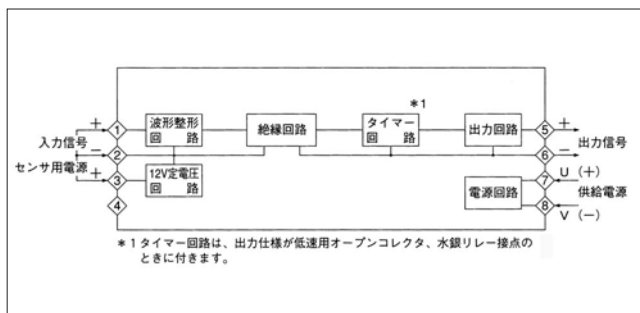 ＊1
＋ 1 波形整形 回路 絶縁回路 タイマー 回路 出力回路 5 ＋
入力信号 出力信号
－ 2 6 －
センサ用電源
＋ 3 12V定電圧 回路 電源回路 7 U（＋）
供給電源
4 8 V（－）
＊1 タイマー回路は、出力仕様が低速用オープンコレクタ、水銀リレー接点の
ときに付きます。